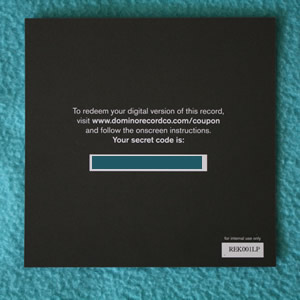 To redeem your digital version of this record,
visit www.dominorecordco.com/coupon
and follow the onscreen instructions.
Your secret code is:
for internal use only
REK001LP